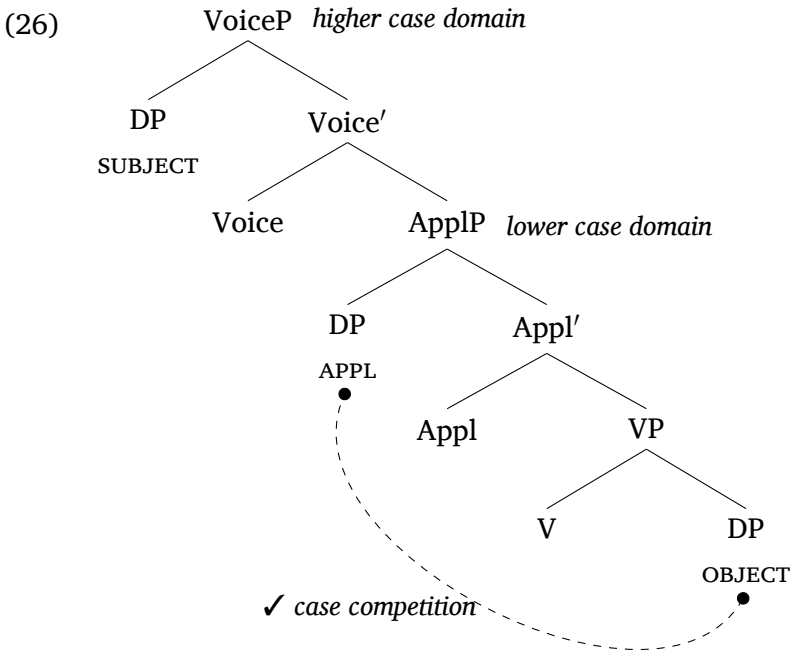 (26) VoiceP higher case domain
DP Voice′
SUBJECT
Voice ApplP lower case domain
DP Appl′
APPL
Appl VP
V DP
OBJECT
✓ case competition